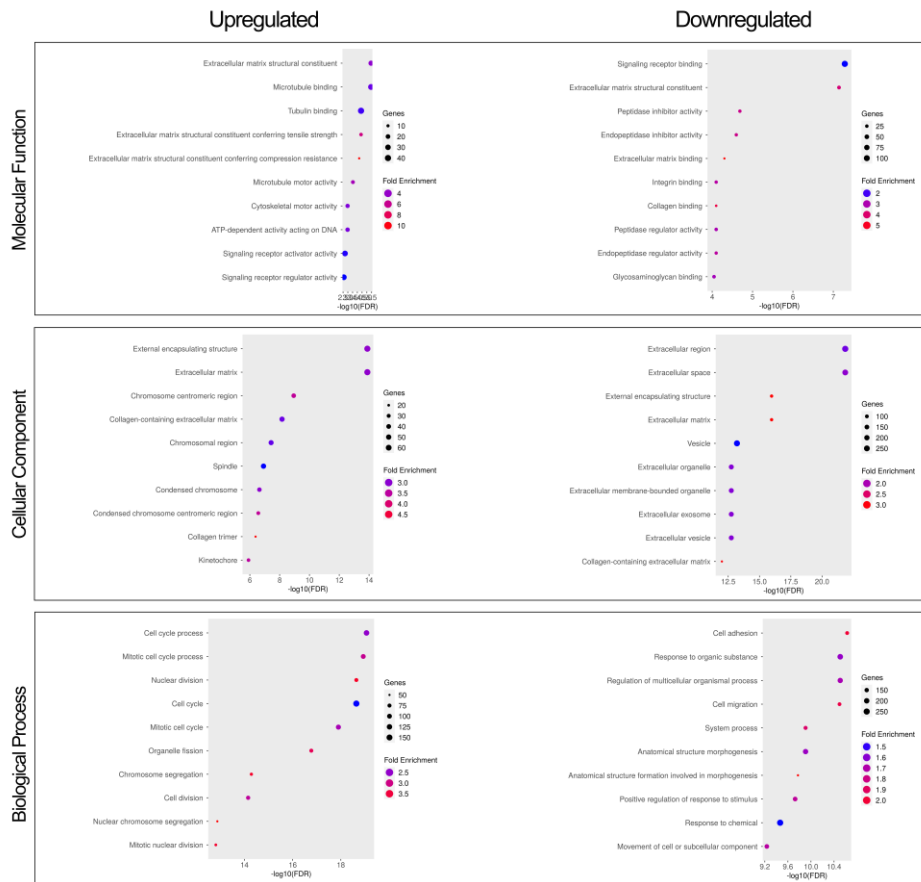 Upregulated
Downregulated
Molecular Function
Extracellular matrix structural constituent
Microtubule binding
Tubulin binding
Extracellular matrix structural constituent conferring tensile strength
Extracellular matrix structural constituent conferring compression resistance
Microtubule motor activity
Cytoskeletal motor activity
ATP-dependent activity acting on DNA
Signaling receptor activator activity
Signaling receptor regulator activity
-log10(FDR)
Genes
10
20
30
40
Fold Enrichment
4
6
8
10
Signaling receptor binding
Extracellular matrix structural constituent
Peptidase inhibitor activity
Endopeptidase inhibitor activity
Extracellular matrix binding
Integrin binding
Collagen binding
Peptidase regulator activity
Endopeptidase regulator activity
Glycosaminoglycan binding
4 5 6 7
-log10(FDR)
Genes
25
50
75
100
Fold Enrichment
2
3
4
5
Cellular Component
External encapsulating structure
Extracellular matrix
Chromosome centromeric region
Collagen-containing extracellular matrix
Chromosomal region
Spindle
Condensed chromosome
Condensed chromosome centromeric region
Collagen trimer
Kinetochore
6 8 10 12 14
-log10(FDR)
Genes
20
30
40
50
60
Fold Enrichment
3.0
3.5
4.0
4.5
Extracellular region
Extracellular space
External encapsulating structure
Extracellular matrix
Vesicle
Extracellular organelle
Extracellular membrane-bounded organelle
Extracellular exosome
Extracellular vesicle
Collagen-containing extracellular matrix
12.5 15.0 17.5 20.0
-log10(FDR)
Genes
100
150
200
250
Fold Enrichment
2.0
2.5
3.0
Biological Process
Cell cycle process
Mitotic cell cycle process
Nuclear division
Cell cycle
Mitotic cell cycle
Organelle fission
Chromosome segregation
Cell division
Nuclear chromosome segregation
Mitotic nuclear division
14 16 18
-log10(FDR)
Genes
50
75
100
125
150
Fold Enrichment
2.5
3.0
3.5
Cell adhesion
Response to organic substance
Regulation of multicellular organismal process
Cell migration
System process
Anatomical structure morphogenesis
Anatomical structure formation involved in morphogenesis
Positive regulation of response to stimulus
Response to chemical
Movement of cell or subcellular component
9.2 9.6 10.0 10.4
-log10(FDR)
Genes
150
200
250
Fold Enrichment
1.5
1.6
1.7
1.8
1.9
2.0